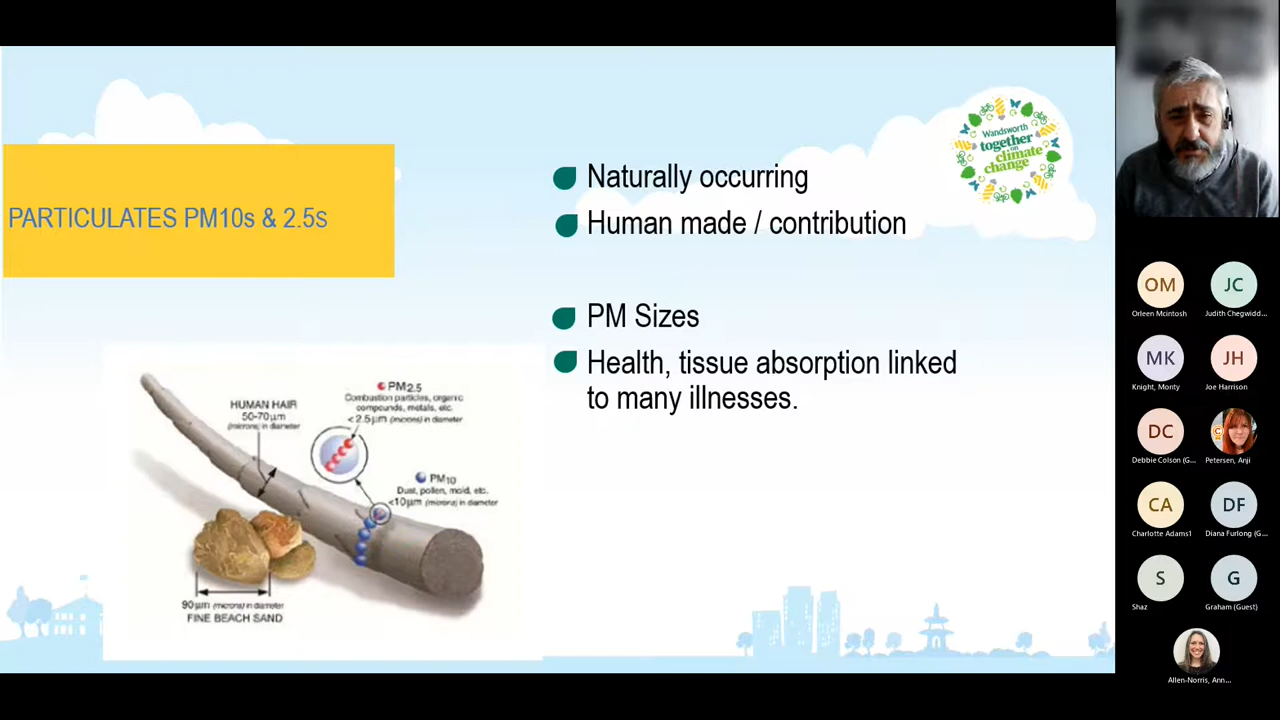 PARTICULATES PM10s & 2.5s
Naturally occurring
Human made / contribution
PM Sizes
Health, tissue absorption linked
to many illnesses.
Wandsworth
together
on
climate
change
HUMAN HAIR
50-70µm
(microns) in diameter
PM2.5
Combustion particles, organic
compounds, metals, etc.
<2.5µm (microns) in diameter
PM10
Dust, pollen, mold, etc.
<10µm (microns) in diameter
90µm (microns) in diameter
FINE BEACH SAND
OM
JC
Orleen Mcintosh
Judith Chegwidd...
MK
JH
Knight, Monty
Joe Harrison
DC
Debbie Colson (G...
Petersen, Anji
CA
DF
Charlotte Adams1
Diana Furlong (G...
S
G
Shaz
Graham (Guest)
Allen-Norris, Ann...